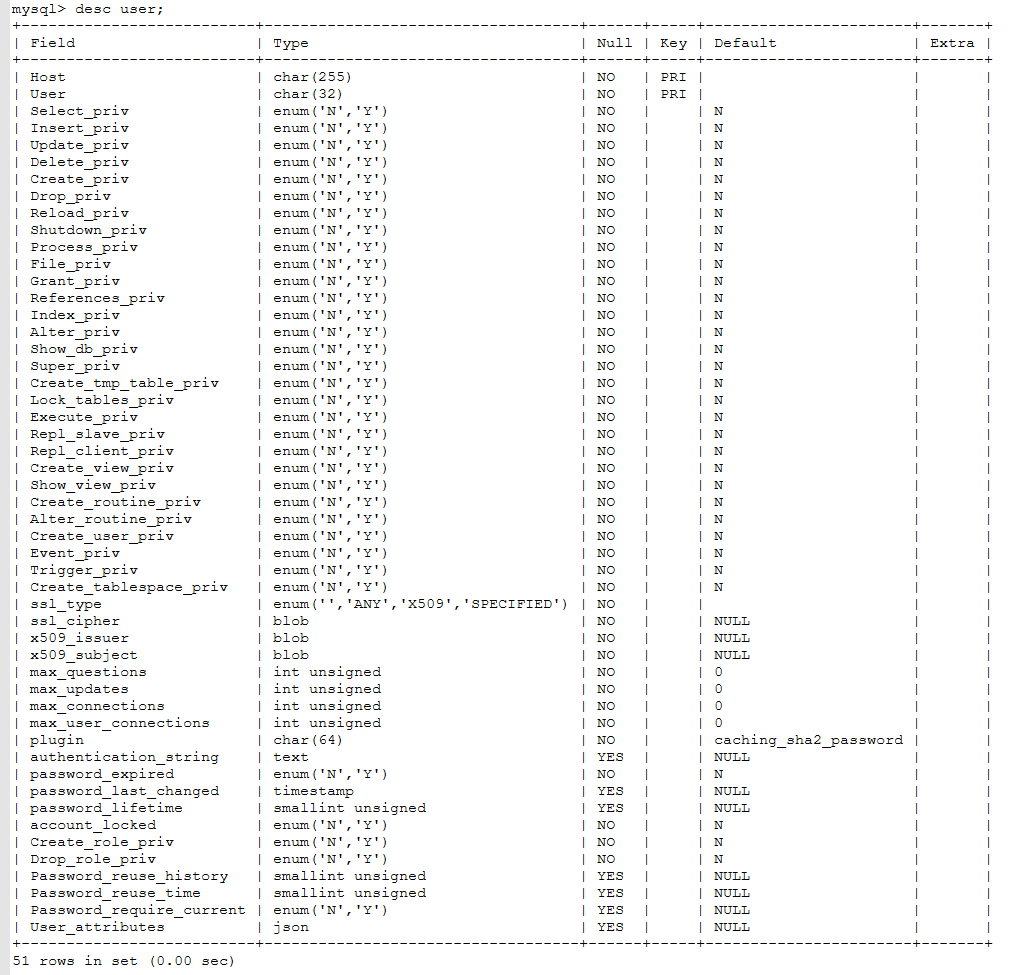 mysql> desc user;
+--------------------------+-----------------------------------+------+-----+-----------------------+-------+
| Field                    | Type                              | Null | Key | Default               | Extra |
+--------------------------+-----------------------------------+------+-----+-----------------------+-------+
| Host                     | char(255)                         | NO   | PRI |                       |       |
| User                     | char(32)                          | NO   | PRI |                       |       |
| Select_priv              | enum('N','Y')                     | NO   |     | N                     |       |
| Insert_priv              | enum('N','Y')                     | NO   |     | N                     |       |
| Update_priv              | enum('N','Y')                     | NO   |     | N                     |       |
| Delete_priv              | enum('N','Y')                     | NO   |     | N                     |       |
| Create_priv              | enum('N','Y')                     | NO   |     | N                     |       |
| Drop_priv                | enum('N','Y')                     | NO   |     | N                     |       |
| Reload_priv              | enum('N','Y')                     | NO   |     | N                     |       |
| Shutdown_priv            | enum('N','Y')                     | NO   |     | N                     |       |
| Process_priv             | enum('N','Y')                     | NO   |     | N                     |       |
| File_priv                | enum('N','Y')                     | NO   |     | N                     |       |
| Grant_priv               | enum('N','Y')                     | NO   |     | N                     |       |
| References_priv          | enum('N','Y')                     | NO   |     | N                     |       |
| Index_priv               | enum('N','Y')                     | NO   |     | N                     |       |
| Alter_priv               | enum('N','Y')                     | NO   |     | N                     |       |
| Show_db_priv             | enum('N','Y')                     | NO   |     | N                     |       |
| Super_priv               | enum('N','Y')                     | NO   |     | N                     |       |
| Create_tmp_table_priv    | enum('N','Y')                     | NO   |     | N                     |       |
| Lock_tables_priv         | enum('N','Y')                     | NO   |     | N                     |       |
| Execute_priv             | enum('N','Y')                     | NO   |     | N                     |       |
| Repl_slave_priv          | enum('N','Y')                     | NO   |     | N                     |       |
| Repl_client_priv         | enum('N','Y')                     | NO   |     | N                     |       |
| Create_view_priv         | enum('N','Y')                     | NO   |     | N                     |       |
| Show_view_priv           | enum('N','Y')                     | NO   |     | N                     |       |
| Create_routine_priv      | enum('N','Y')                     | NO   |     | N                     |       |
| Alter_routine_priv       | enum('N','Y')                     | NO   |     | N                     |       |
| Create_user_priv         | enum('N','Y')                     | NO   |     | N                     |       |
| Event_priv               | enum('N','Y')                     | NO   |     | N                     |       |
| Trigger_priv             | enum('N','Y')                     | NO   |     | N                     |       |
| Create_tablespace_priv   | enum('N','Y')                     | NO   |     | N                     |       |
| ssl_type                 | enum('','ANY','X509','SPECIFIED') | NO   |     |                       |       |
| ssl_cipher               | blob                              | NO   |     | NULL                  |       |
| x509_issuer              | blob                              | NO   |     | NULL                  |       |
| x509_subject             | blob                              | NO   |     | NULL                  |       |
| max_questions            | int unsigned                      | NO   |     | 0                     |       |
| max_updates              | int unsigned                      | NO   |     | 0                     |       |
| max_connections          | int unsigned                      | NO   |     | 0                     |       |
| max_user_connections     | int unsigned                      | NO   |     | 0                     |       |
| plugin                   | char(64)                          | NO   |     | caching_sha2_password |       |
| authentication_string    | text                              | YES  |     | NULL                  |       |
| password_expired         | enum('N','Y')                     | NO   |     | N                     |       |
| password_last_changed    | timestamp                         | YES  |     | NULL                  |       |
| password_lifetime        | smallint unsigned                 | YES  |     | NULL                  |       |
| account_locked           | enum('N','Y')                     | NO   |     | N                     |       |
| Create_role_priv         | enum('N','Y')                     | NO   |     | N                     |       |
| Drop_role_priv           | enum('N','Y')                     | NO   |     | N                     |       |
| Password_reuse_history   | smallint unsigned                 | YES  |     | NULL                  |       |
| Password_reuse_time      | smallint unsigned                 | YES  |     | NULL                  |       |
| Password_require_current | enum('N','Y')                     | YES  |     | NULL                  |       |
| User_attributes          | json                              | YES  |     | NULL                  |       |
+--------------------------+-----------------------------------+------+-----+-----------------------+-------+
51 rows in set (0.00 sec)